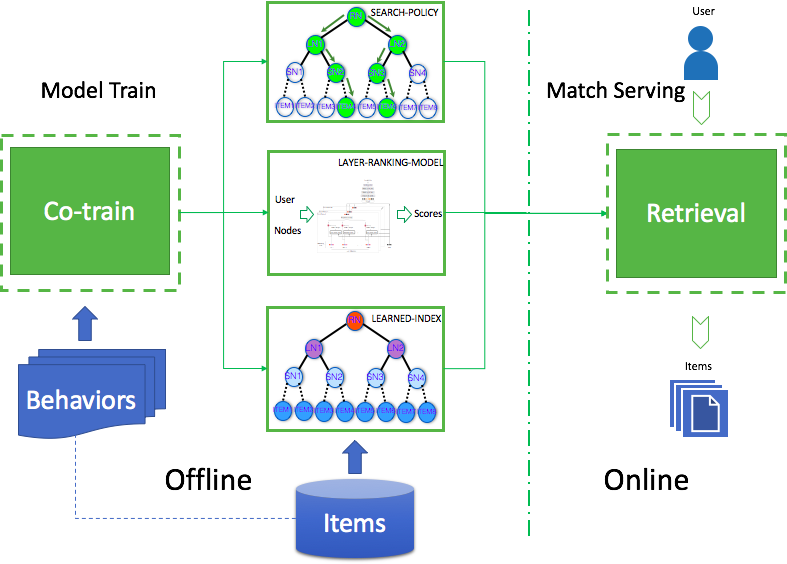 User
SEARCH-POLICY
RN
LN1
LN2
SN1
SN2
SN3
SN4
ITEM1
ITEM2
ITEM3
ITEM5
ITEM7
ITEM8
Model Train
Match Serving
LAYER-RANKING-MODEL
User
Nodes
Scores
Co-train
Retrieval
LEARNED-INDEX
RN
LN1
LN2
SN1
SN2
SN3
SN4
ITEM1
ITEM2
ITEM3
ITEM4
ITEM5
ITEM6
ITEM7
ITEM8
Items
Behaviors
Offline
Online
Items